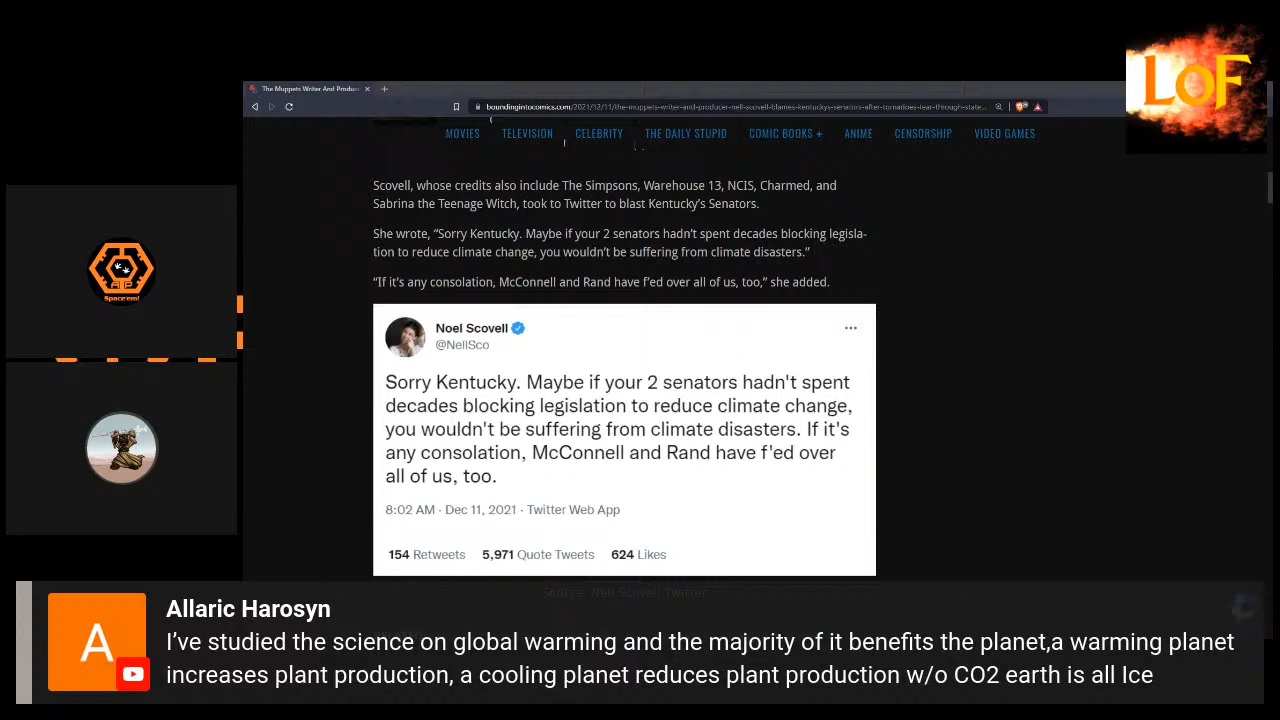 LoF
The Muppets Writer And Produc
boundingintocomics.com/2021/12/11/the-muppets-writer-and-producer-nell-scovell-blames-kentuckys-senators-after-tornadoes-tear-through-state...
MOVIES TELEVISION CELEBRITY THE DAILY STUPID COMIC BOOKS + ANIME CENSORSHIP VIDEO GAMES
Scovell, whose credits also include The Simpsons, Warehouse 13, NCIS, Charmed, and
Sabrina the Teenage Witch, took to Twitter to blast Kentucky’s Senators.
She wrote, “Sorry Kentucky. Maybe if your 2 senators hadn’t spent decades blocking legisla-
tion to reduce climate change, you wouldn’t be suffering from climate disasters.”
“If it’s any consolation, McConnell and Rand have f’ed over all of us, too,” she added.
ATP
Space'em!
Noel Scovell
@NellSco
Sorry Kentucky. Maybe if your 2 senators hadn't spent
decades blocking legislation to reduce climate change,
you wouldn't be suffering from climate disasters. If it's
any consolation, McConnell and Rand have f'ed over
all of us, too.
8:02 AM · Dec 11, 2021 · Twitter Web App
154 Retweets 5,971 Quote Tweets 624 Likes
Source: Nell Scovell Twitter
A
Allaric Harosyn
I’ve studied the science on global warming and the majority of it benefits the planet,a warming planet
increases plant production, a cooling planet reduces plant production w/o CO2 earth is all Ice